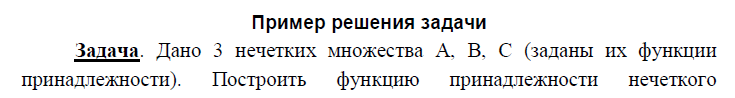 Пример решения задачи
Задача. Дано 3 нечетких множества A, B, C (заданы их функции
принадлежности). Построить функцию принадлежности нечеткого